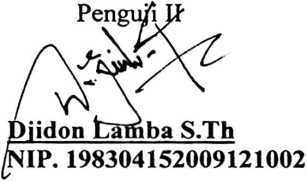 Penguji II
Djidon Lamba S.Th
NIP. 198304152009121002